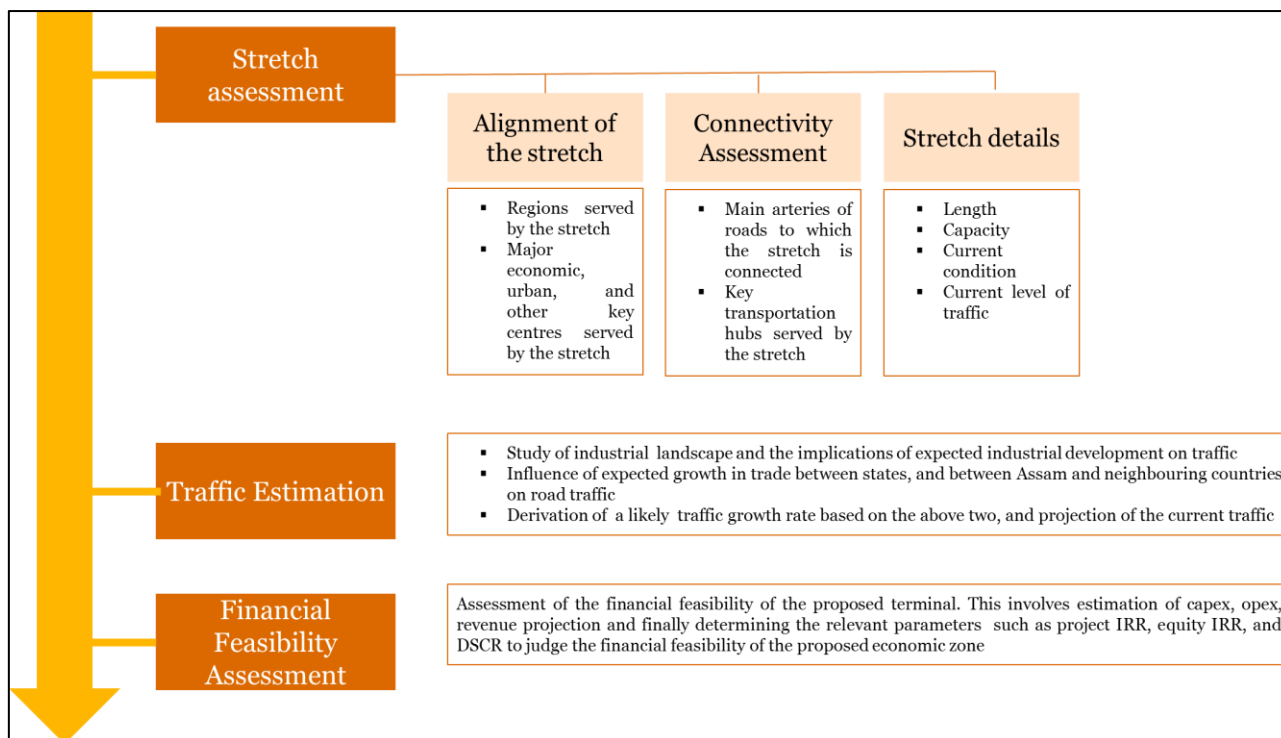 Stretch
assessment
Alignment of
the stretch
Connectivity
Assessment
Stretch details
▪ Regions served
by the stretch
▪ Major
economic,
urban, and
other key
centres served
by the stretch
▪ Main arteries of
roads to which
the stretch is
connected
▪ Key
transportation
hubs served by
the stretch
▪ Length
▪ Capacity
▪ Current
condition
▪ Current level of
traffic
Traffic Estimation
▪ Study of industrial landscape and the implications of expected industrial development on traffic
▪ Influence of expected growth in trade between states, and between Assam and neighbouring countries
on road traffic
▪ Derivation of a likely traffic growth rate based on the above two, and projection of the current traffic
Financial
Feasibility
Assessment
Assessment of the financial feasibility of the proposed terminal. This involves estimation of capex, opex,
revenue projection and finally determining the relevant parameters such as project IRR, equity IRR, and
DSCR to judge the financial feasibility of the proposed economic zone